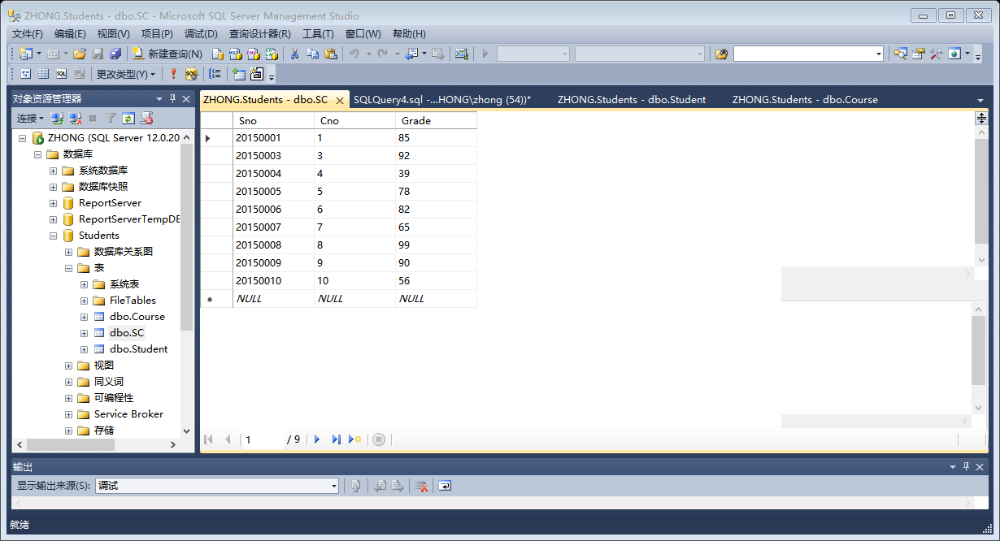 ZHONG.Students - dbo.SC - Microsoft SQL Server Management Studio
文件(F) 编辑(E) 视图(V) 项目(P) 调试(D) 查询设计器(R) 工具(T) 窗口(W) 帮助(H)
新建查询(N)
更改类型(Y)
对象资源管理器
连接
ZHONG (SQL Server 12.0.20
数据库
系统数据库
数据库快照
ReportServer
ReportServerTempDB
Students
数据库关系图
表
系统表
FileTables
dbo.Course
dbo.SC
dbo.Student
视图
同义词
可编程性
Service Broker
存储
ZHONG.Students - dbo.SC SQLQuery4.sql -...HONG\zhong (54))* ZHONG.Students - dbo.Student ZHONG.Students - dbo.Course
Sno Cno Grade
20150001 1 85
20150003 3 92
20150004 4 39
20150005 5 78
20150006 6 82
20150007 7 65
20150008 8 99
20150009 9 90
20150010 10 56
NULL NULL NULL
1 / 9
输出
显示输出来源(S): 调试
就绪